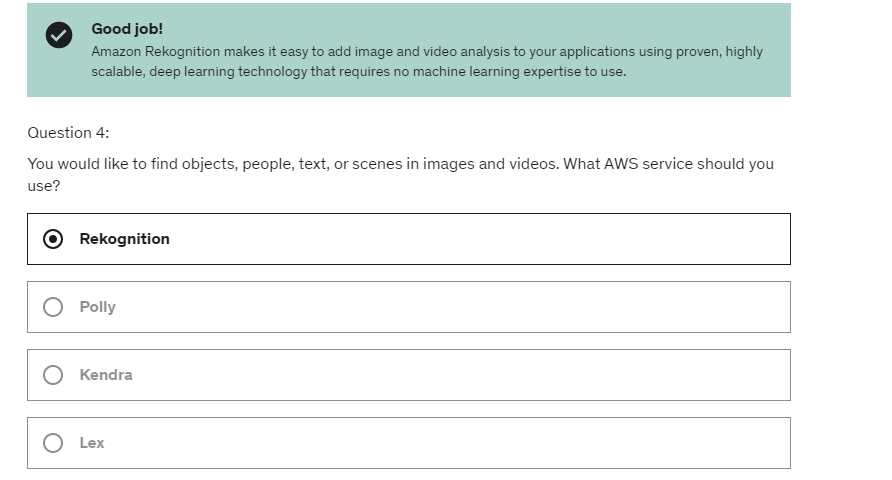 Good job!
Amazon Rekognition makes it easy to add image and video analysis to your applications using proven, highly
scalable, deep learning technology that requires no machine learning expertise to use.
Question 4:
You would like to find objects, people, text, or scenes in images and videos. What AWS service should you
use?
Rekognition
Polly
Kendra
Lex